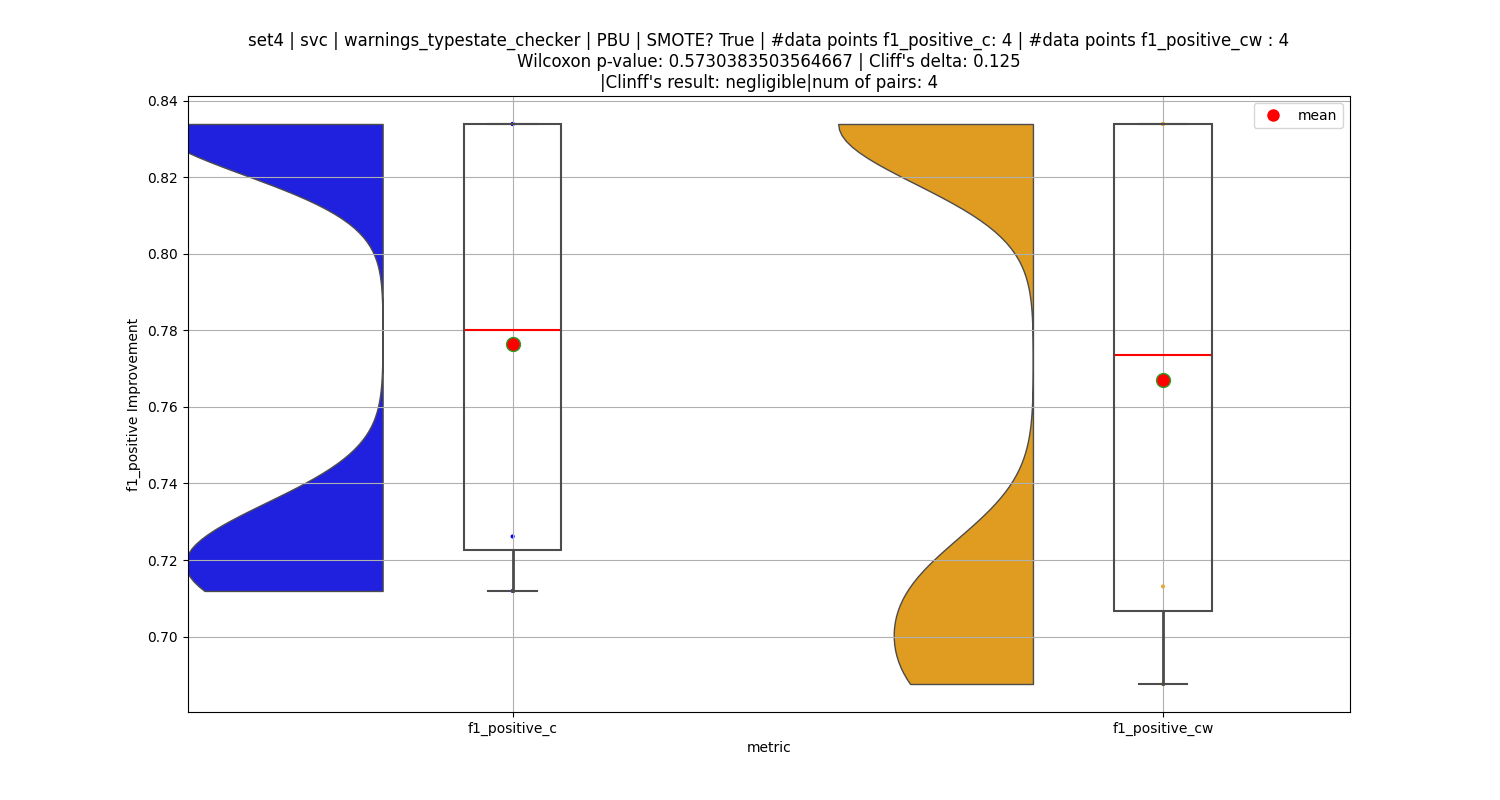 set4 | svc | warnings_typestate_checker | PBU | SMOTE? True | #data points f1_positive_c: 4 | #data points f1_positive_cw : 4
Wilcoxon p-value: 0.5730383503564667 | Cliff's delta: 0.125
|Clinff's result: negligible|num of pairs: 4
mean
0.84
0.82
0.80
0.78
0.76
0.74
0.72
0.70
f1_positive Improvement
f1_positive_c
f1_positive_cw
metric